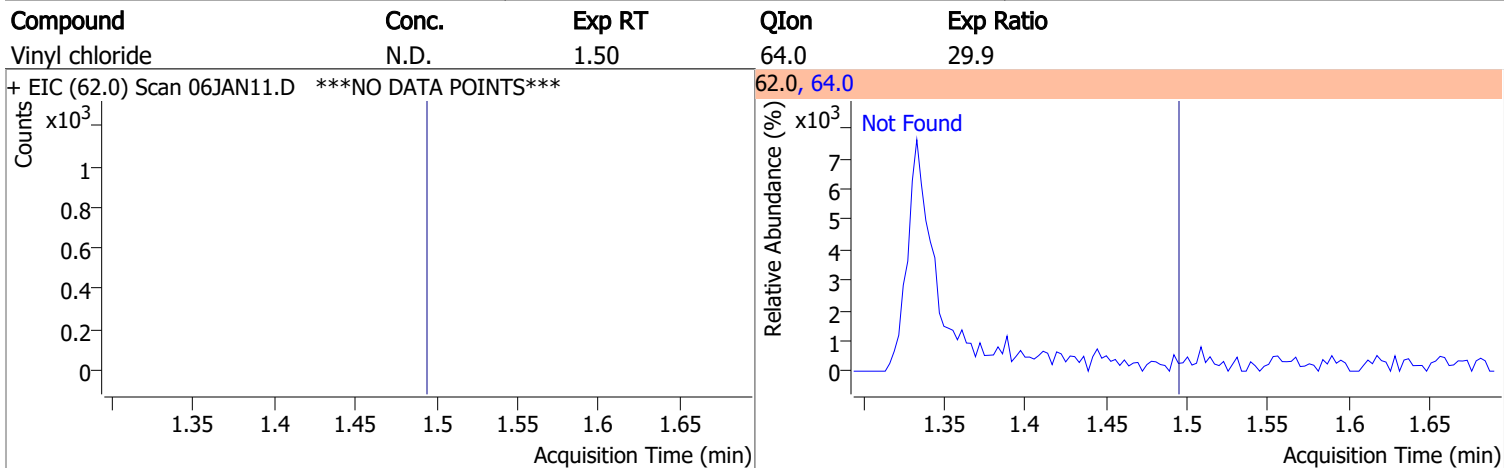 Compound Conc. Exp RT QIon Exp Ratio
Vinyl chloride N.D. 1.50 64.0 29.9
+ EIC (62.0) Scan 06JAN11.D ***NO DATA POINTS***
Counts
x10³
1
0.8
0.6
0.4
0.2
0
1.35 1.4 1.45 1.5 1.55 1.6 1.65
Acquisition Time (min)
62.0, 64.0
Relative Abundance (%)
x10³
Not Found
7
6
5
4
3
2
1
0
1.35 1.4 1.45 1.5 1.55 1.6 1.65
Acquisition Time (min)